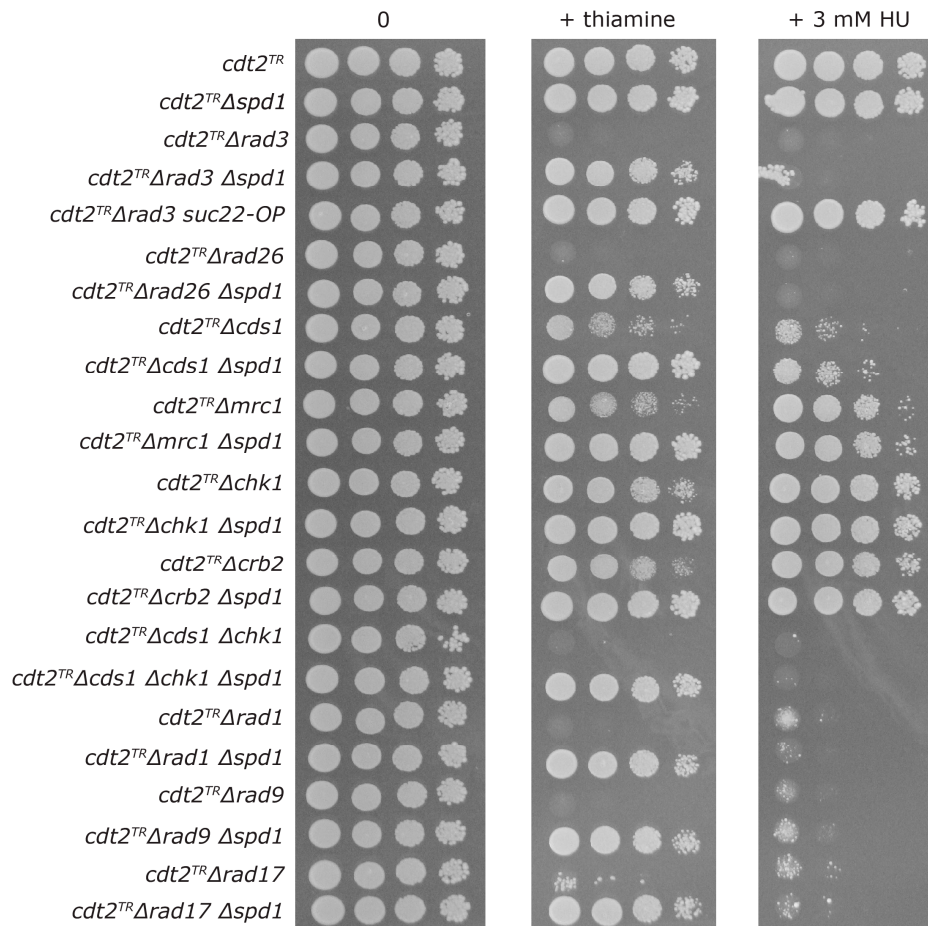 0 + thiamine + 3 mM HU
cdt2TR
cdt2TRΔspd1
cdt2TRΔrad3
cdt2TRΔrad3 Δspd1
cdt2TRΔrad3 suc22-OP
cdt2TRΔrad26
cdt2TRΔrad26 Δspd1
cdt2TRΔcds1
cdt2TRΔcds1 Δspd1
cdt2TRΔmrc1
cdt2TRΔmrc1 Δspd1
cdt2TRΔchk1
cdt2TRΔchk1 Δspd1
cdt2TRΔcrb2
cdt2TRΔcrb2 Δspd1
cdt2TRΔcds1 Δchk1
cdt2TRΔcds1 Δchk1 Δspd1
cdt2TRΔrad1
cdt2TRΔrad1 Δspd1
cdt2TRΔrad9
cdt2TRΔrad9 Δspd1
cdt2TRΔrad17
cdt2TRΔrad17 Δspd1